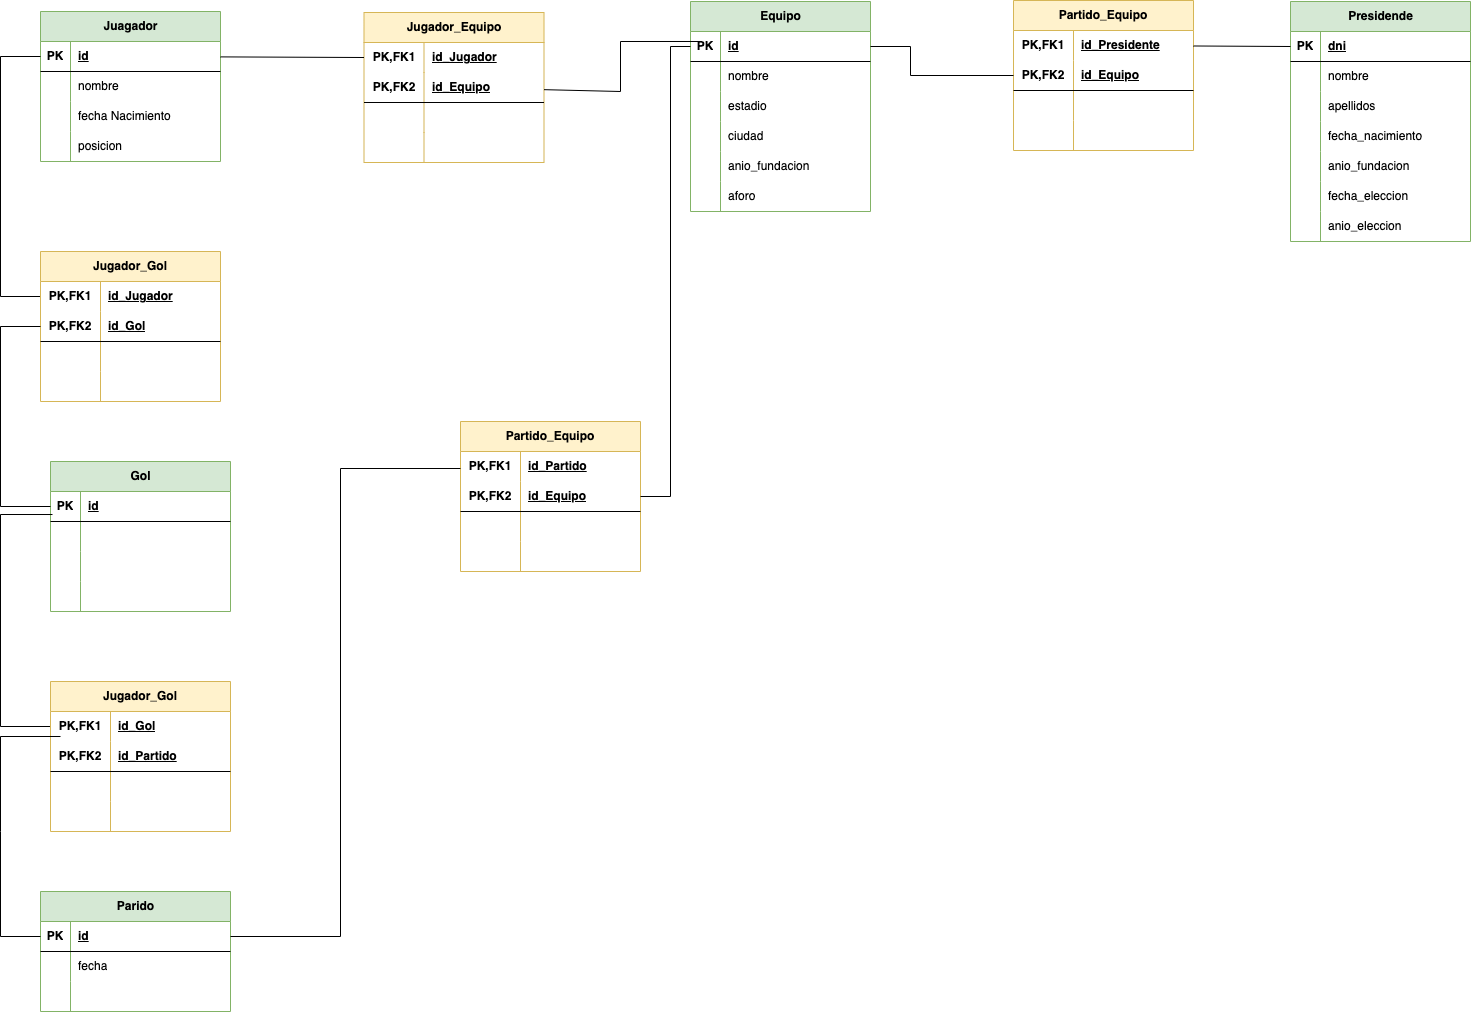 Juagador
PK id
nombre
fecha Nacimiento
posicion
Jugador_Equipo
PK,FK1 id_Jugador
PK,FK2 id_Equipo
Equipo
PK id
nombre
estadio
ciudad
anio_fundacion
aforo
Partido_Equipo
PK,FK1 id_Presidente
PK,FK2 id_Equipo
Presidende
PK dni
nombre
apellidos
fecha_nacimiento
anio_fundacion
fecha_eleccion
anio_eleccion
Jugador_Gol
PK,FK1 id_Jugador
PK,FK2 id_Gol
Gol
PK id
Partido_Equipo
PK,FK1 id_Partido
PK,FK2 id_Equipo
Jugador_Gol
PK,FK1 id_Gol
PK,FK2 id_Partido
Parido
PK id
fecha